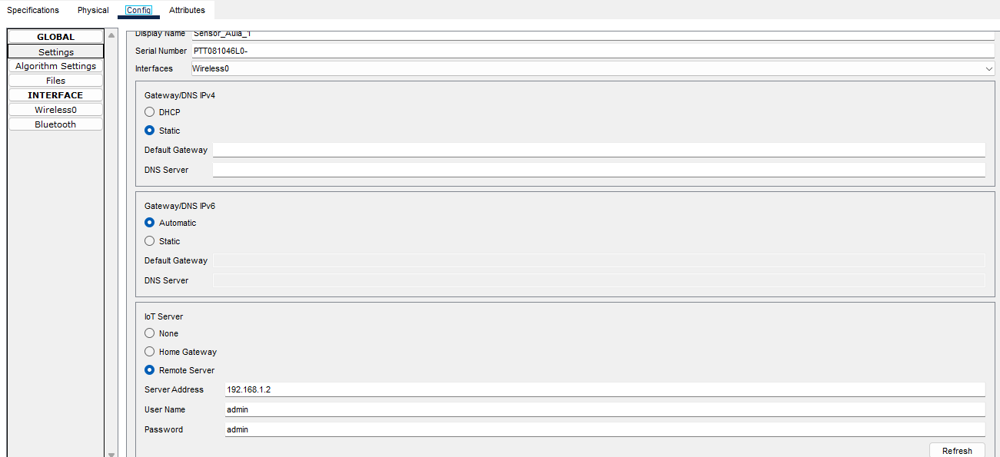 Specifications Physical Config Attributes
GLOBAL
Settings
Algorithm Settings
Files
INTERFACE
Wireless0
Bluetooth
Display Name Sensor_Aula_1
Serial Number PTT081046L0-
Interfaces Wireless0
Gateway/DNS IPv4
DHCP
Static
Default Gateway
DNS Server
Gateway/DNS IPv6
Automatic
Static
Default Gateway
DNS Server
IoT Server
None
Home Gateway
Remote Server
Server Address 192.168.1.2
User Name admin
Password admin
Refresh